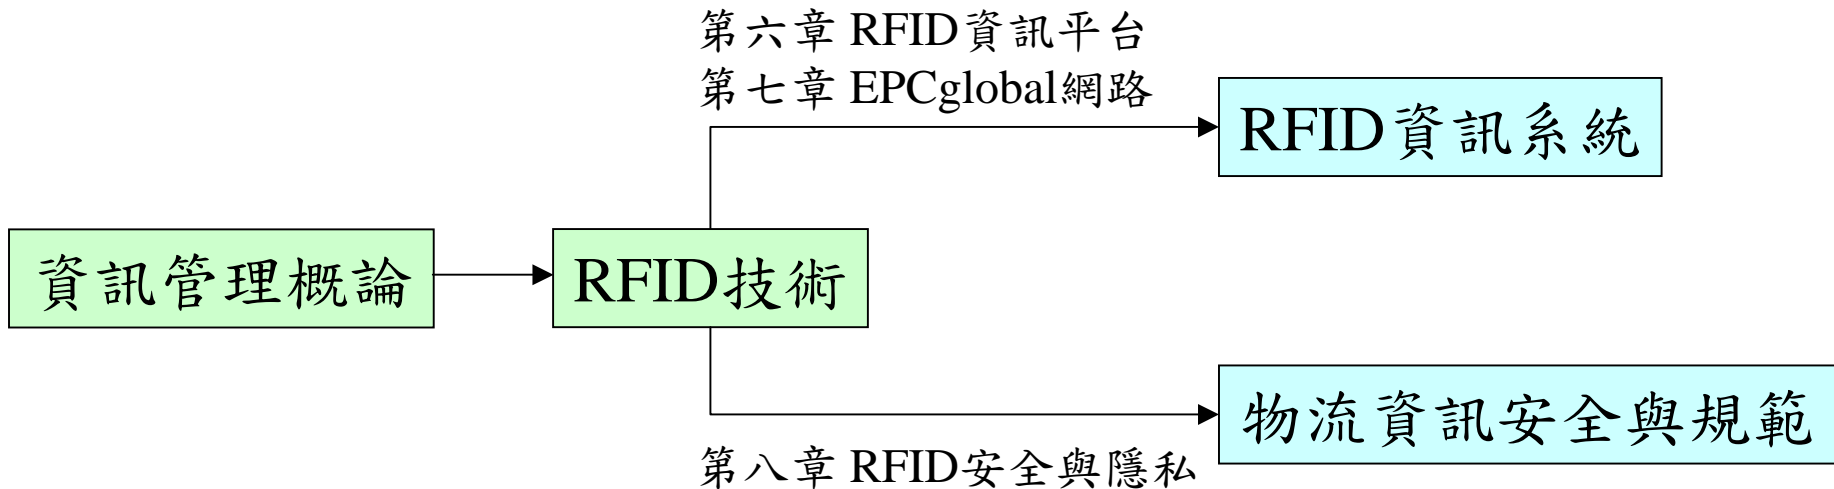 第六章 RFID資訊平台
第七章 EPCglobal網路
RFID資訊系統
資訊管理概論
RFID技術
物流資訊安全與規範
第八章 RFID安全與隱私